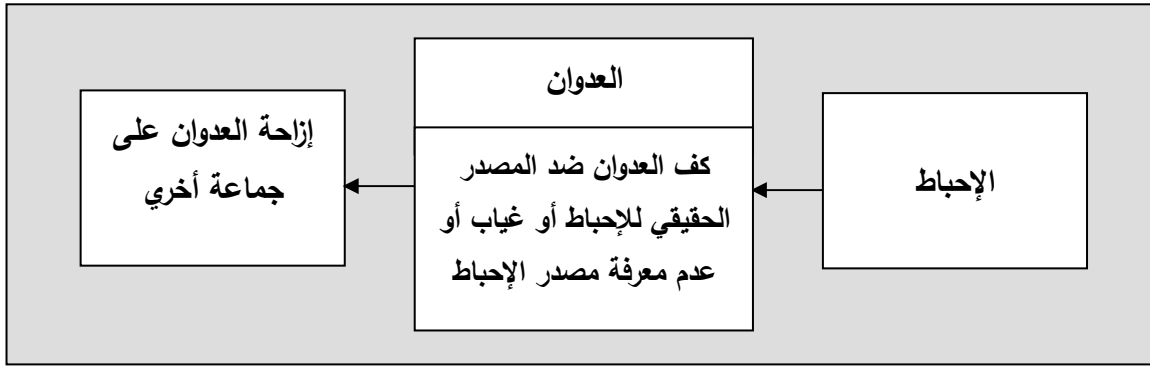 الإحباط
العدوان
كف العدوان ضد المصدر
الحقيقي للإحباط أو غياب أو
عدم معرفة مصدر الإحباط
إزاحة العدوان على
جماعة أخري